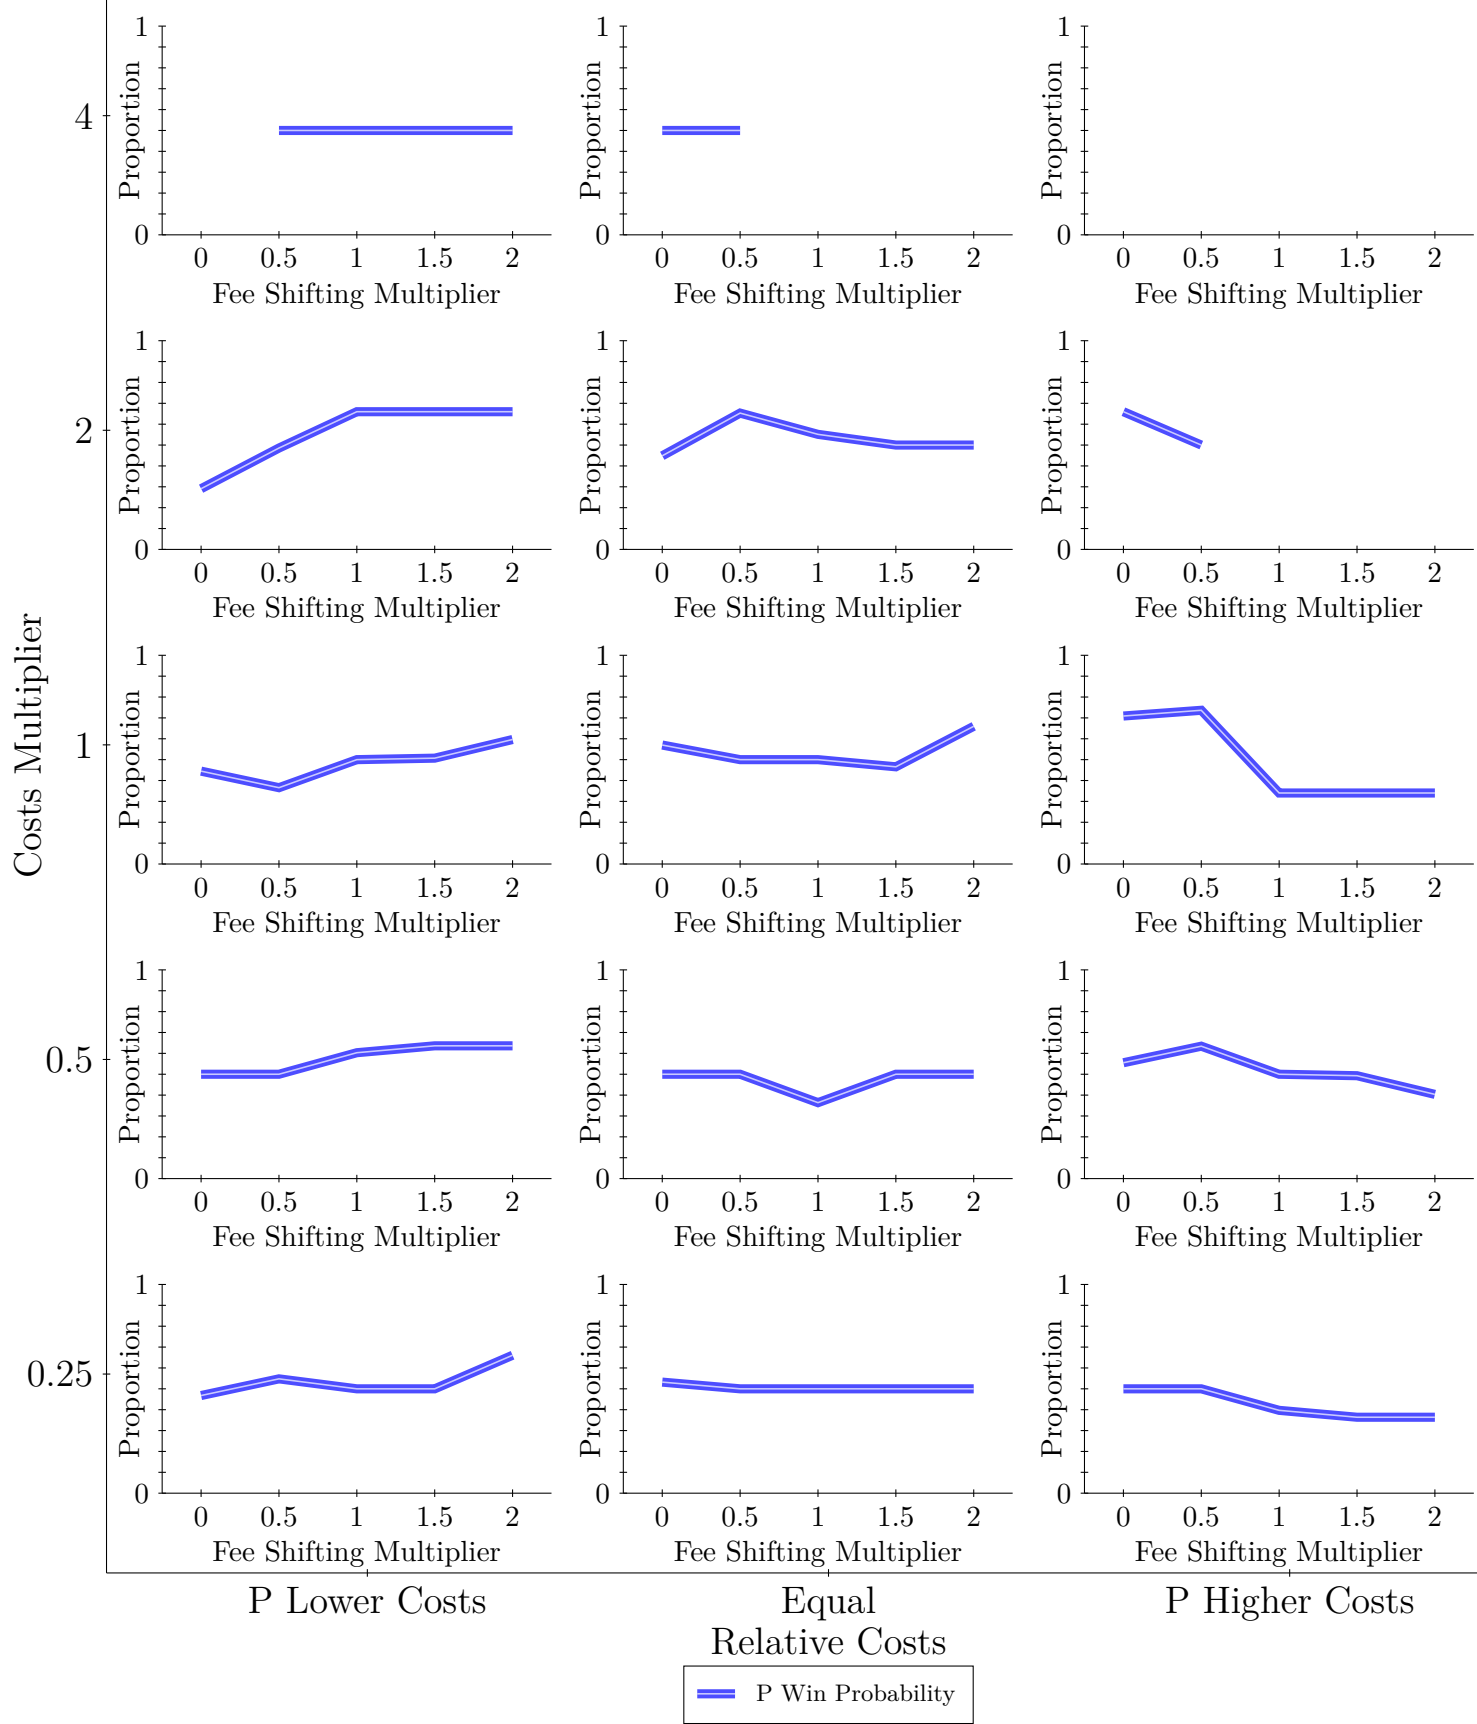 1
1
1
Proportion
Proportion
Proportion
4
0
0
0
0 0.5 1 1.5 2
0 0.5 1 1.5 2
0 0.5 1 1.5 2
Fee Shifting Multiplier
Fee Shifting Multiplier
Fee Shifting Multiplier
1
1
1
Proportion
Proportion
Proportion
2
0
0
0
0 0.5 1 1.5 2
0 0.5 1 1.5 2
0 0.5 1 1.5 2
Fee Shifting Multiplier
Fee Shifting Multiplier
Fee Shifting Multiplier
Costs Multiplier
1
1
1
Proportion
Proportion
Proportion
1
0
0
0
0 0.5 1 1.5 2
0 0.5 1 1.5 2
0 0.5 1 1.5 2
Fee Shifting Multiplier
Fee Shifting Multiplier
Fee Shifting Multiplier
1
1
1
Proportion
Proportion
Proportion
0.5
0
0
0
0 0.5 1 1.5 2
0 0.5 1 1.5 2
0 0.5 1 1.5 2
Fee Shifting Multiplier
Fee Shifting Multiplier
Fee Shifting Multiplier
1
1
1
Proportion
Proportion
Proportion
0.25
0
0
0
0 0.5 1 1.5 2
0 0.5 1 1.5 2
0 0.5 1 1.5 2
Fee Shifting Multiplier
Fee Shifting Multiplier
Fee Shifting Multiplier
P Lower Costs
Equal
P Higher Costs
Relative Costs
P Win Probability